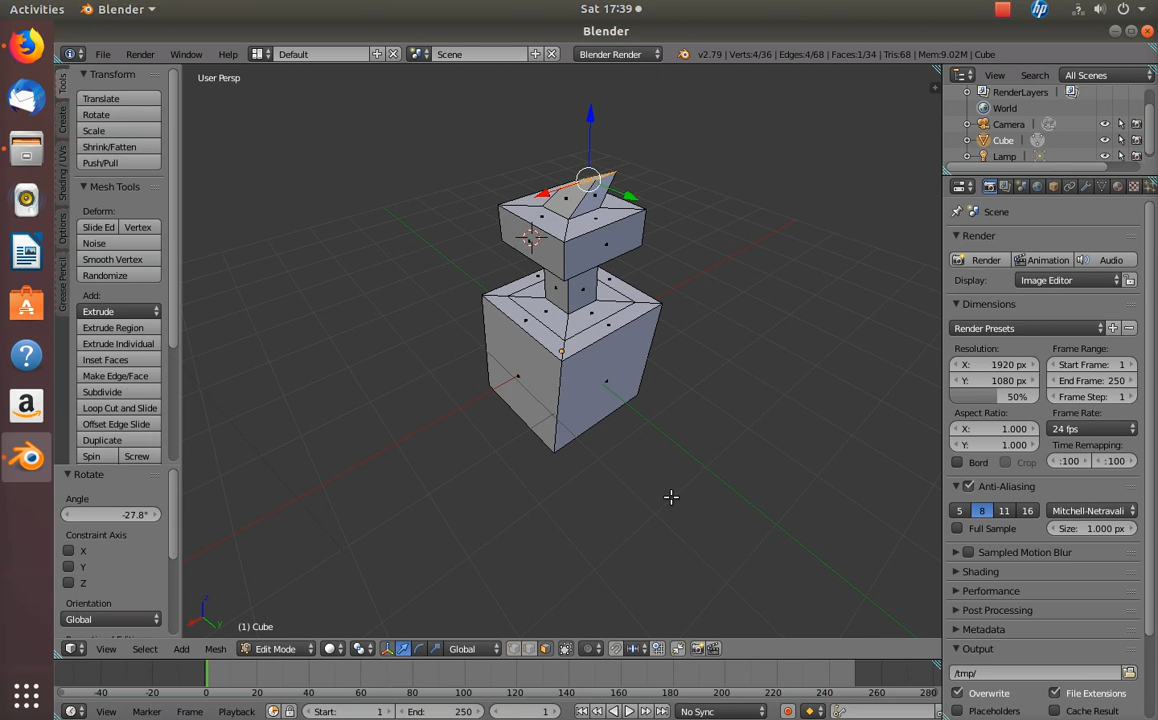 Activities Blender Sat 17:39
Blender
File Render Window Help Default Scene Blender Render v2.79 | Verts:4/36 | Edges:4/68 | Faces:1/34 | Tris:68 | Mem:9.02M | Cube
Tools
Create
Shading / UVs
Options
Grease Pencil
Transform
Translate
Rotate
Scale
Shrink/Fatten
Push/Pull
Mesh Tools
Deform:
Slide Ed Vertex
Noise
Smooth Vertex
Randomize
Add:
Extrude
Extrude Region
Extrude Individual
Inset Faces
Make Edge/Face
Subdivide
Loop Cut and Slide
Offset Edge Slide
Duplicate
Spin Screw
Rotate
Angle
-27.8°
Constraint Axis
X
Y
Z
Orientation
Global
User Persp
(1) Cube
z
y
View Select Add Mesh Edit Mode Global
-40 -20 0 20 40 60 80 100 120 140 160 180 200 220 240 260 280
View Marker Frame Playback Start: 1 End: 250 1 No Sync
View Search All Scenes
RenderLayers
World
Camera
Cube
Lamp
Scene
Render
Render Animation Audio
Display: Image Editor
Dimensions
Render Presets
Resolution: Frame Range:
X: 1920 px Start Frame: 1
Y: 1080 px End Frame: 250
50% Frame Step: 1
Aspect Ratio: Frame Rate:
X: 1.000 24 fps
Y: 1.000 Time Remapping:
Bord Crop :100 :100
Anti-Aliasing
5 8 11 16 Mitchell-Netravali
Full Sample Size: 1.000 px
Sampled Motion Blur
Shading
Performance
Post Processing
Metadata
Output
/tmp/
Overwrite File Extensions
Placeholders Cache Result